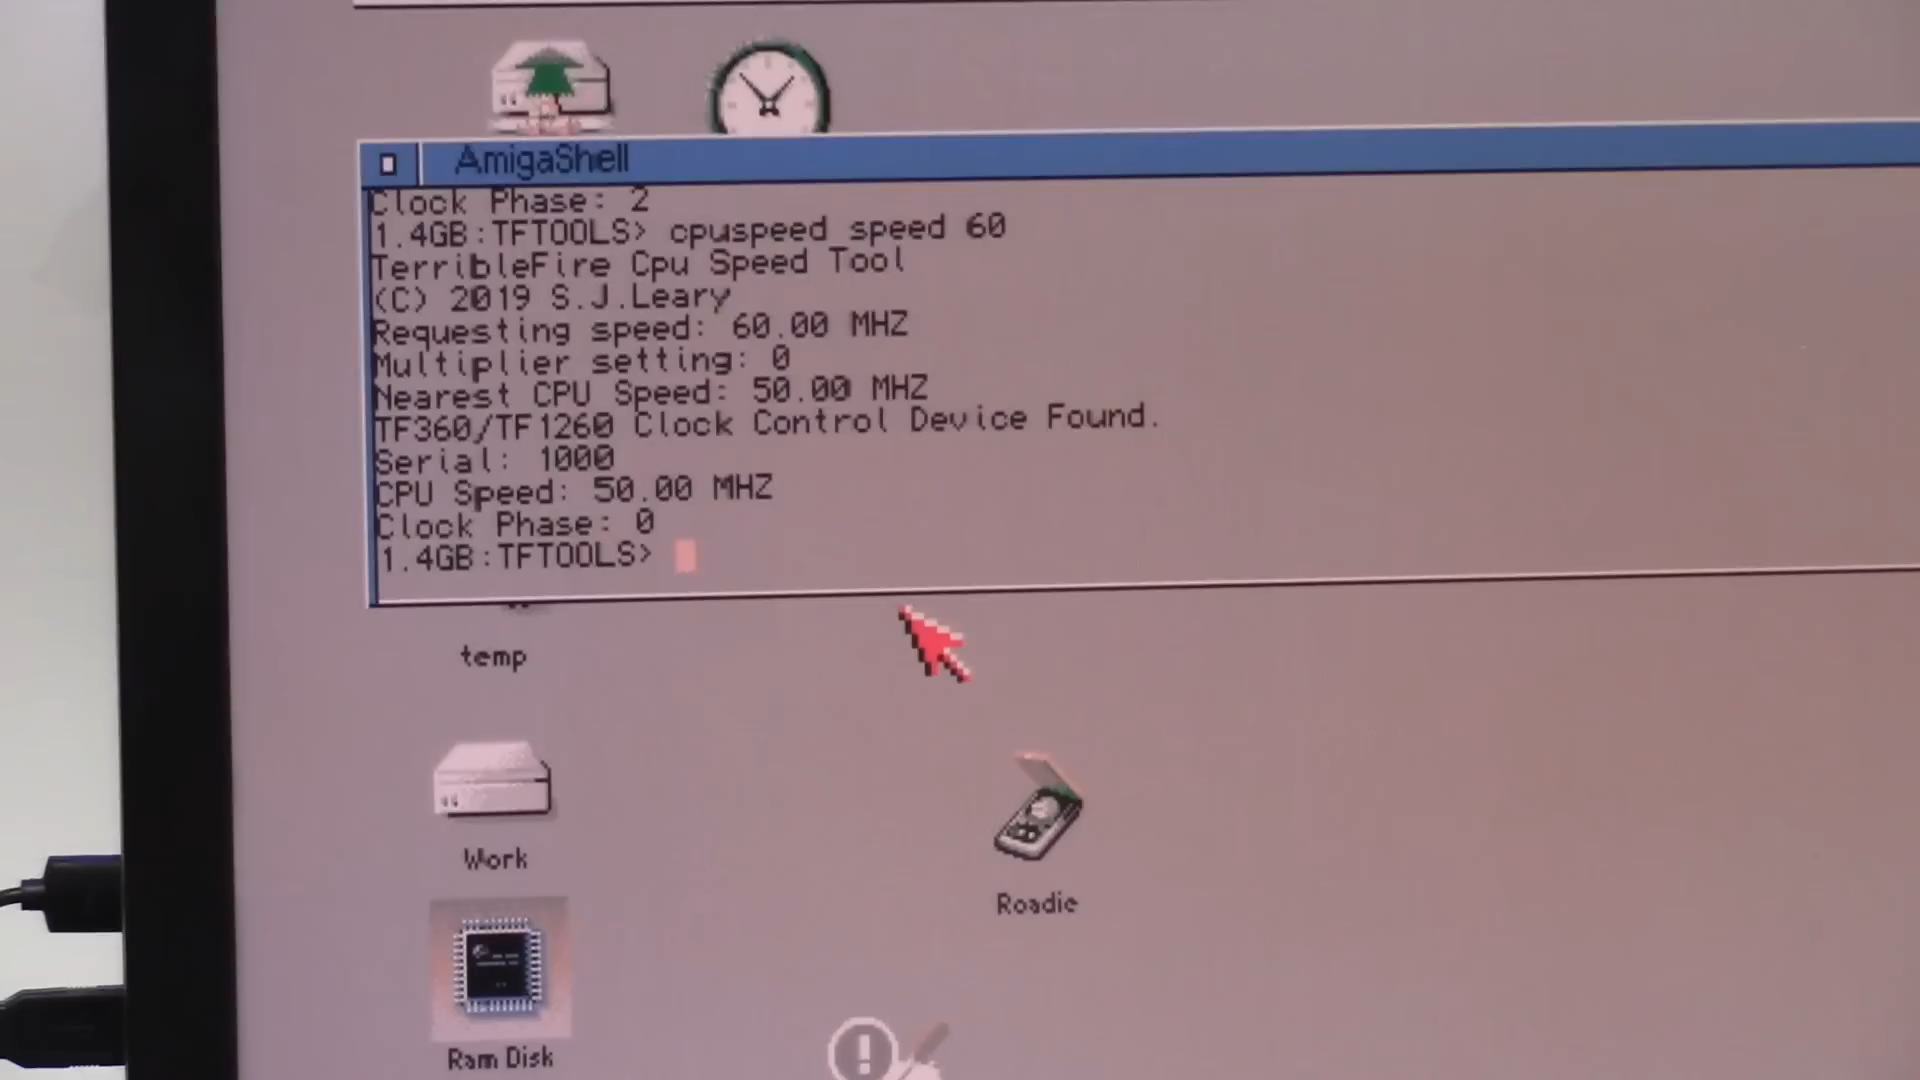 AmigaShell
Clock Phase: 2
1.4GB:TFTOOLS> cpuspeed speed 60
TerribleFire Cpu Speed Tool
(C) 2019 S.J.Leary
Requesting speed: 60.00 MHZ
Multiplier setting: 0
Nearest CPU Speed: 50.00 MHZ
TF360/TF1260 Clock Control Device Found.
Serial: 1000
CPU Speed: 50.00 MHZ
Clock Phase: 0
1.4GB:TFTOOLS>
temp
Work
Roadie
Ram Disk